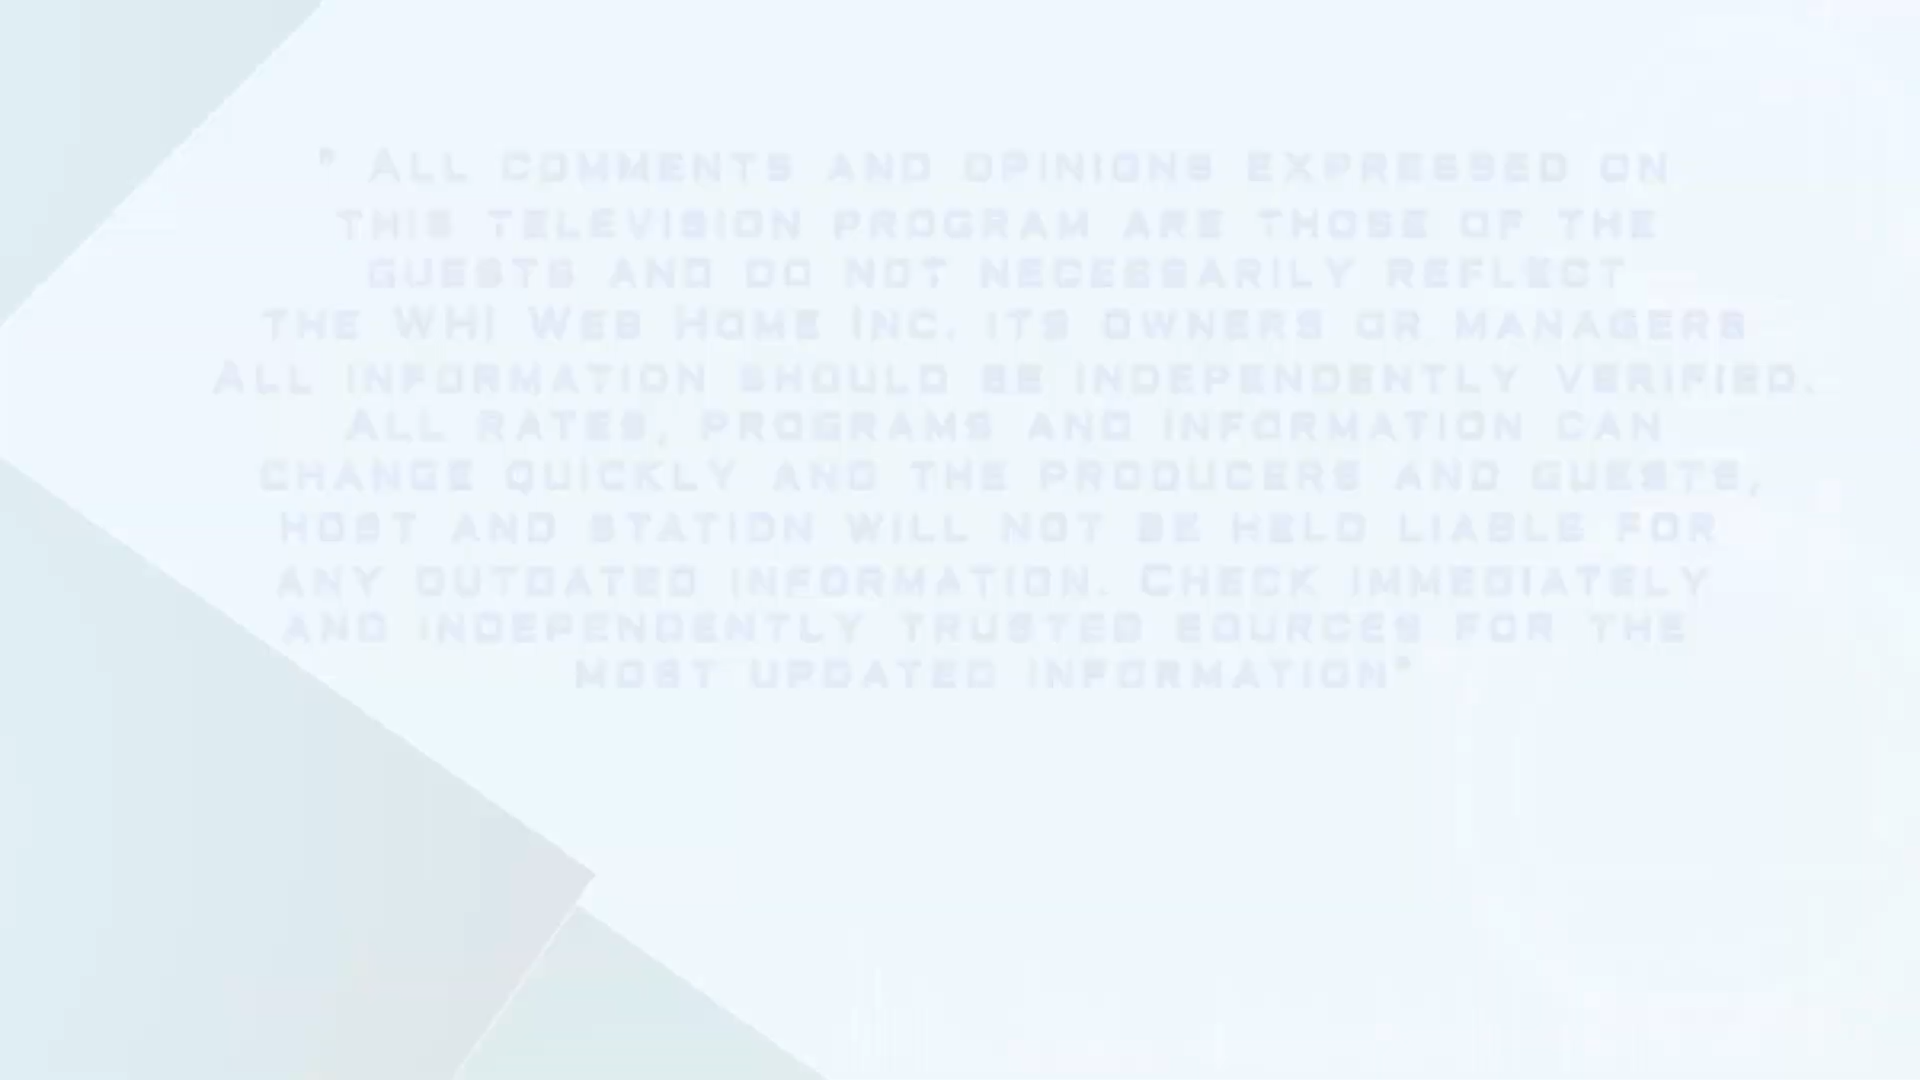 " All comments and opinions expressed on
this television program are those of the
guests and do not necessarily reflect
the WHI Web Home Inc. its owners or managers
All information should be independently verified.
All rates, programs and information can
change quickly and the producers and guests,
host and station will not be held liable for
any outdated information. Check immediately
and independently trusted sources for the
most updated information"